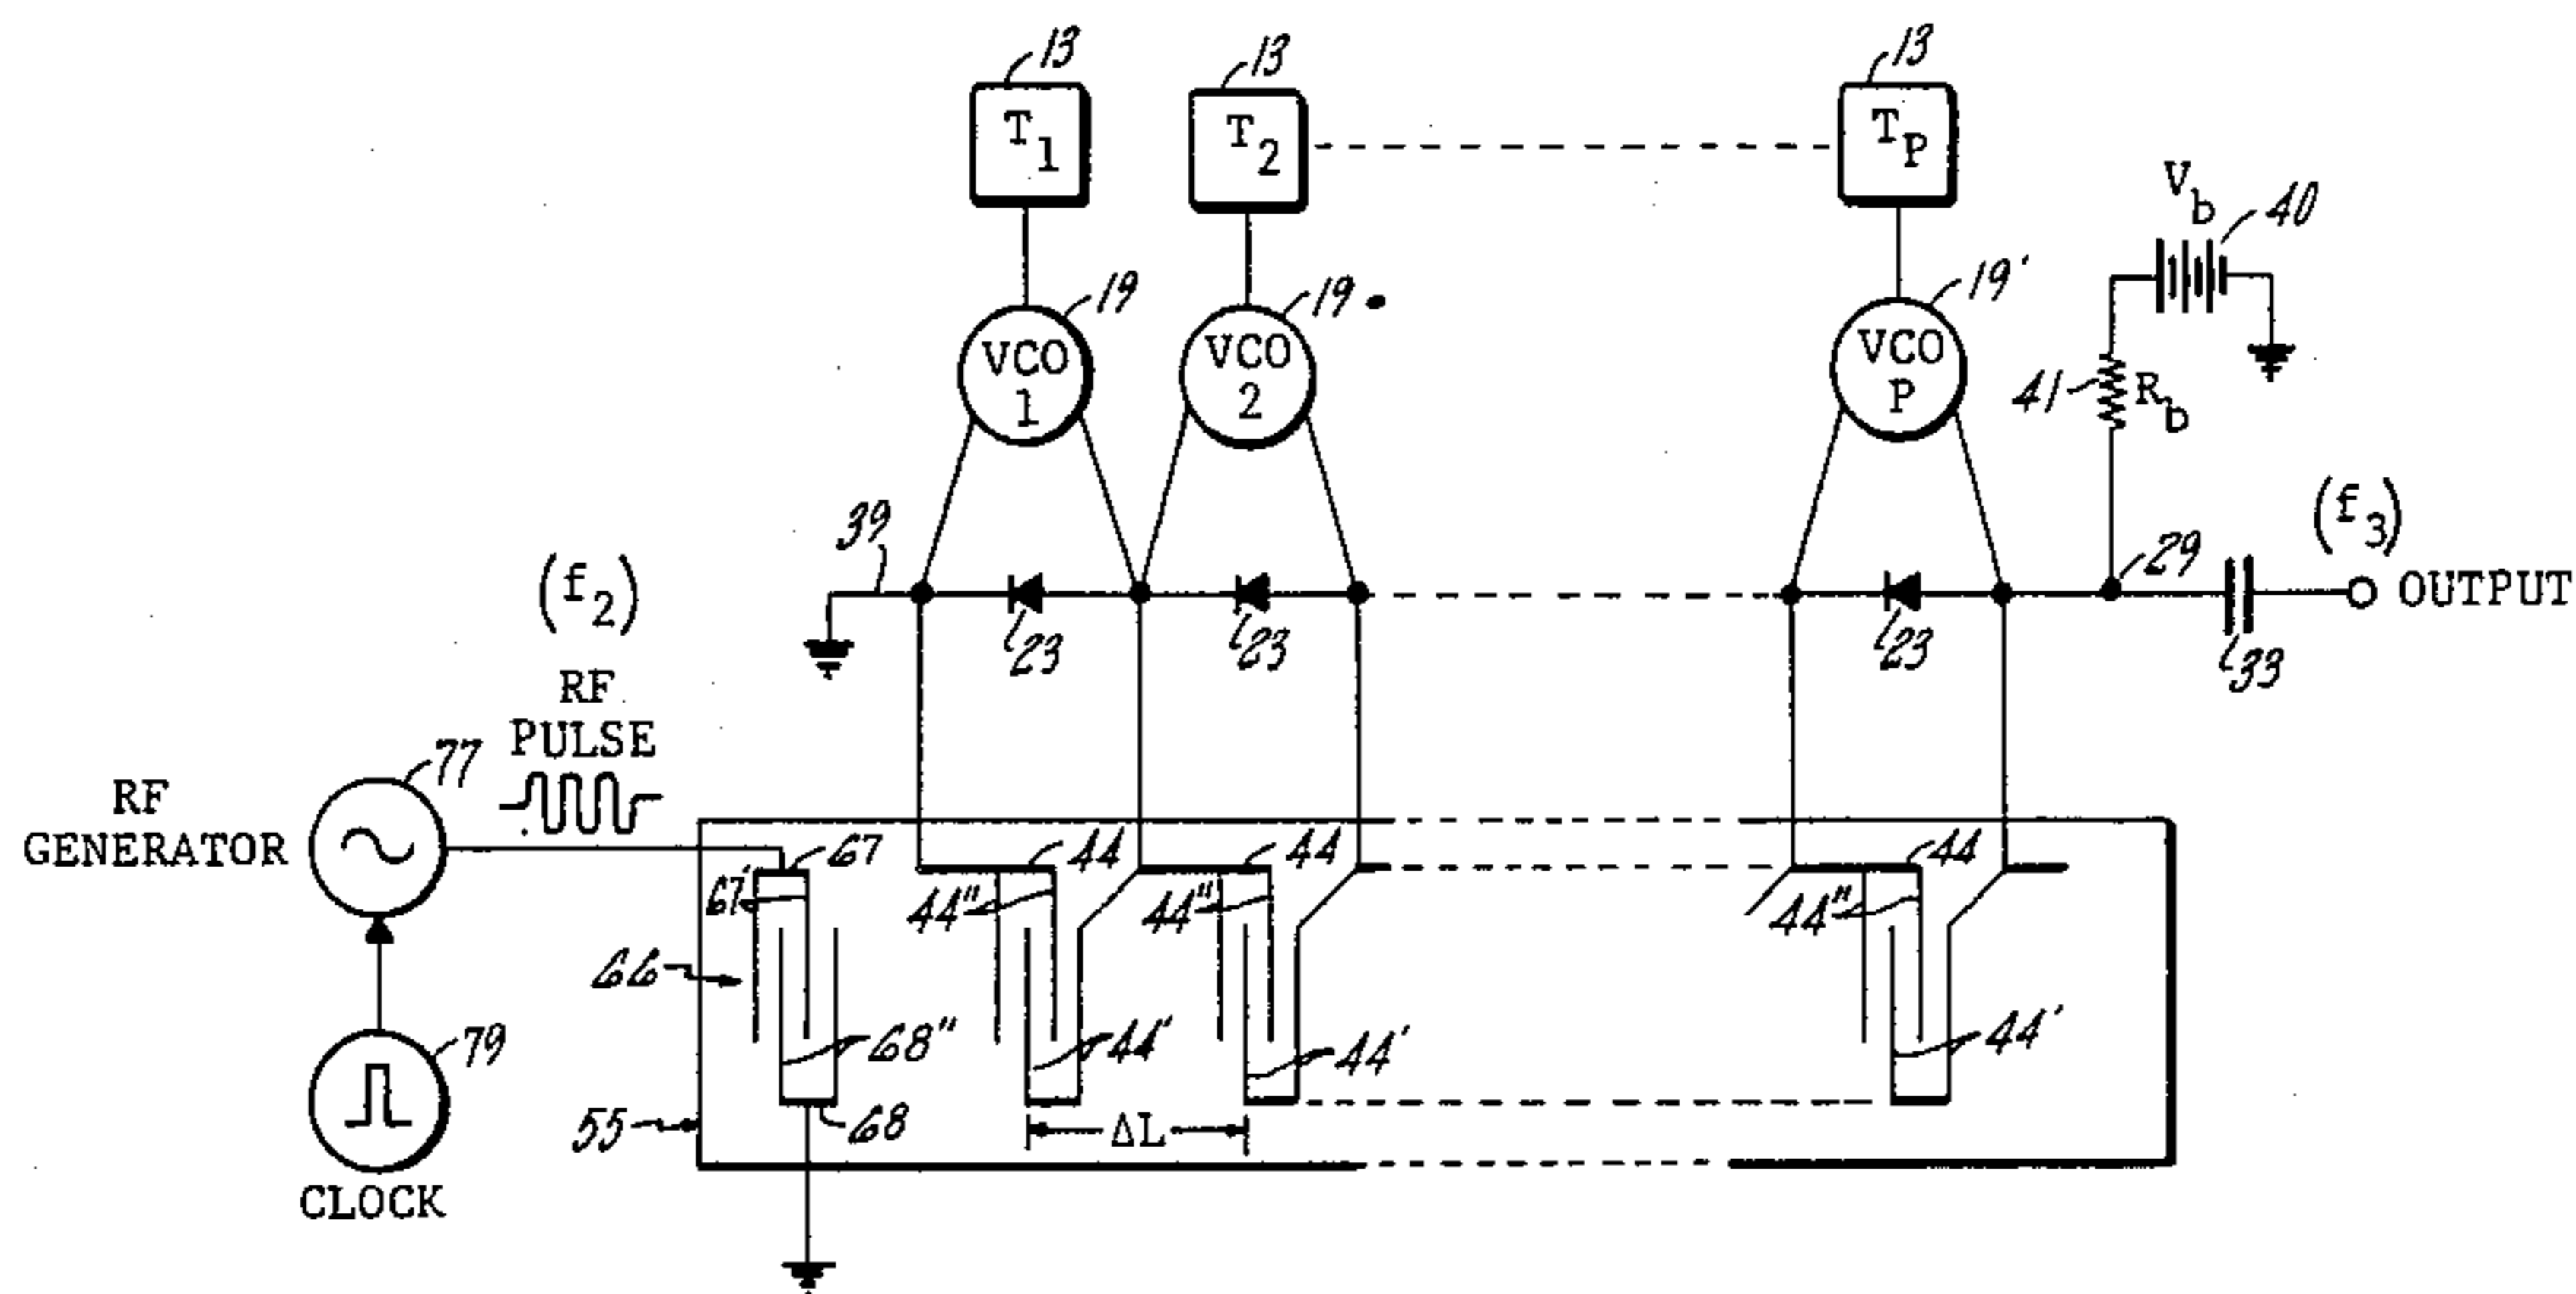 13
13
13
T1
T2
TP
Vb
40
19
19
19'
VCO
1
VCO
2
VCO
P
41
Rb
39
29
(f3)
OUTPUT
(f2)
23
23
23
33
RF
PULSE
77
RF
GENERATOR
67
44
44
44
67'
44"
44"
44"
66
68"
44'
44'
44'
79
55
68
ΔL
CLOCK